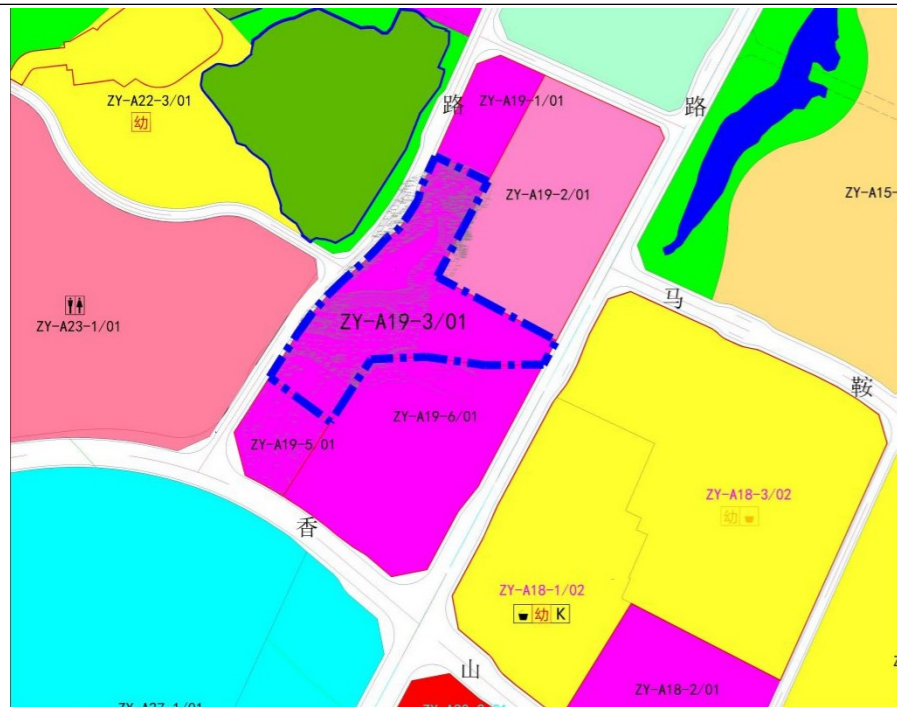 ZY-A22-3/01
幼
路
ZY-A19-1/01
路
ZY-A19-2/01
ZY-A15-
马
ZY-A23-1/01
ZY-A19-3/01
鞍
ZY-A19-6/01
ZY-A19-5/01
ZY-A18-3/02
幼
香
ZY-A18-1/02
幼 K
山
ZY-A18-2/01